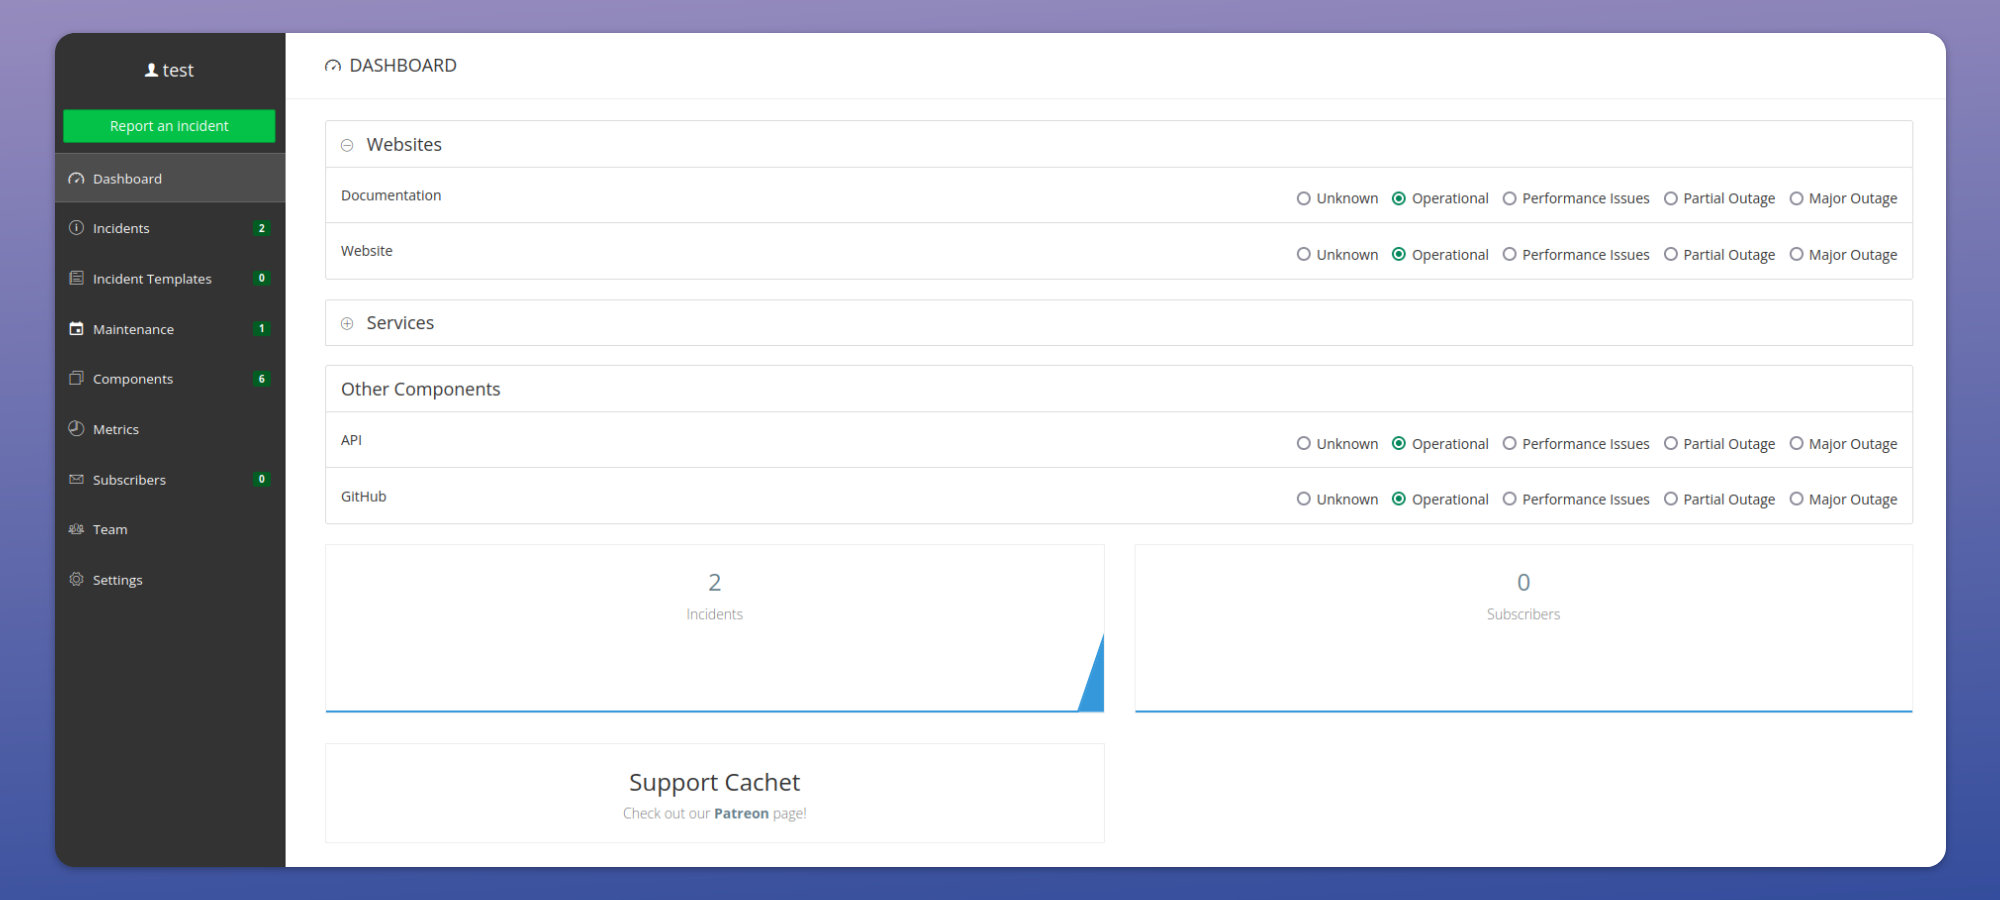 test
Report an incident
Dashboard
Incidents 2
Incident Templates 0
Maintenance 1
Components 6
Metrics
Subscribers 0
Team
Settings
DASHBOARD
Websites
Documentation Unknown Operational Performance Issues Partial Outage Major Outage
Website Unknown Operational Performance Issues Partial Outage Major Outage
Services
Other Components
API Unknown Operational Performance Issues Partial Outage Major Outage
GitHub Unknown Operational Performance Issues Partial Outage Major Outage
2
Incidents
0
Subscribers
Support Cachet
Check out our Patreon page!